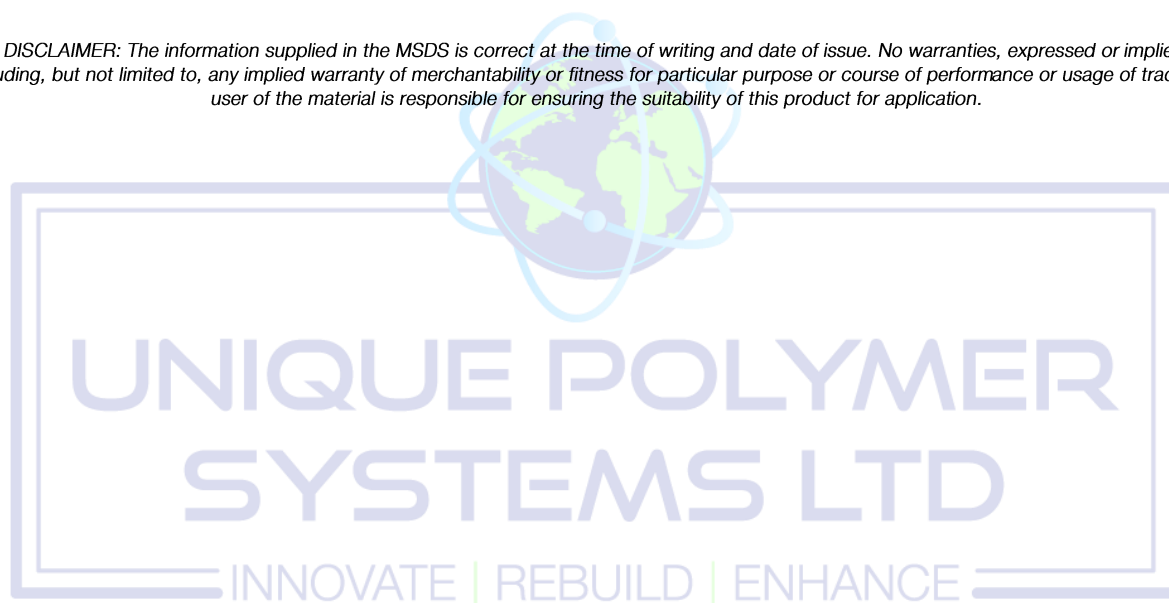 DISCLAIMER: The information supplied in the MSDS is correct at the time of writing and date of issue. No warranties, expressed or
but not limited to, any implied warranty of merchantability or fitness for particular purpose or course of performance or usage of
user of the material is responsible for ensuring the suitability of this product for application.
UNIQUE POLYMER
SYSTEMS LTD
INNOVATE | REBUILD | ENHANCE